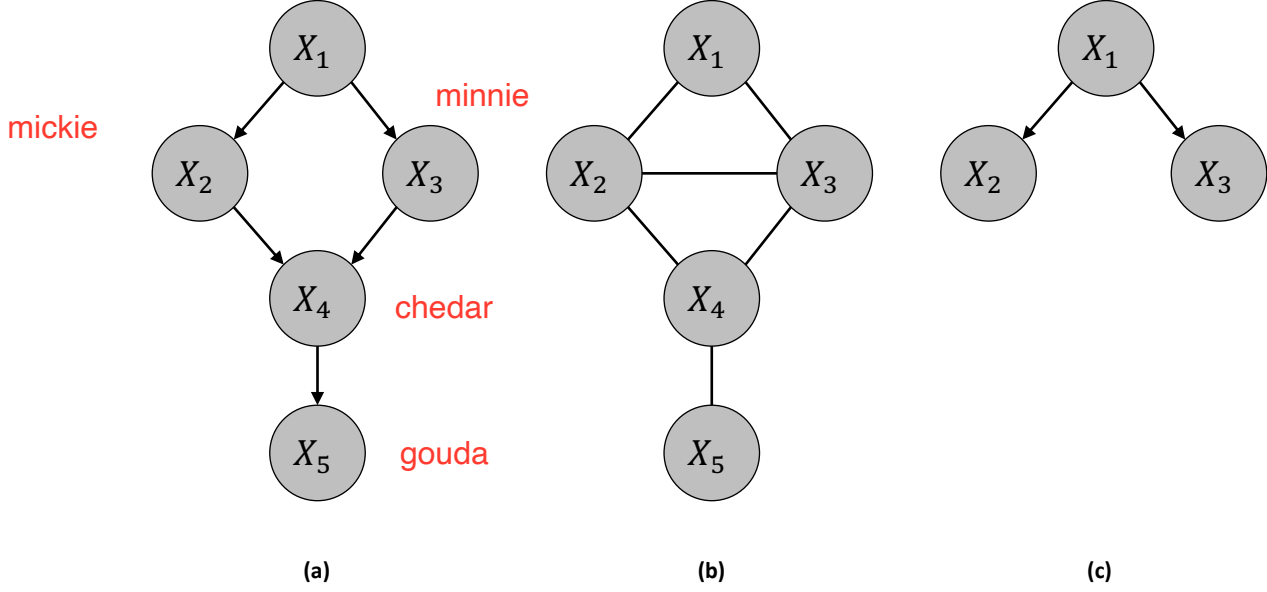 X₁
minnie
mickie
X₂
X₃
X₄
chedar
X₅
gouda
(a)
X₁
X₂
X₃
X₄
X₅
(b)
X₁
X₂
X₃
(c)